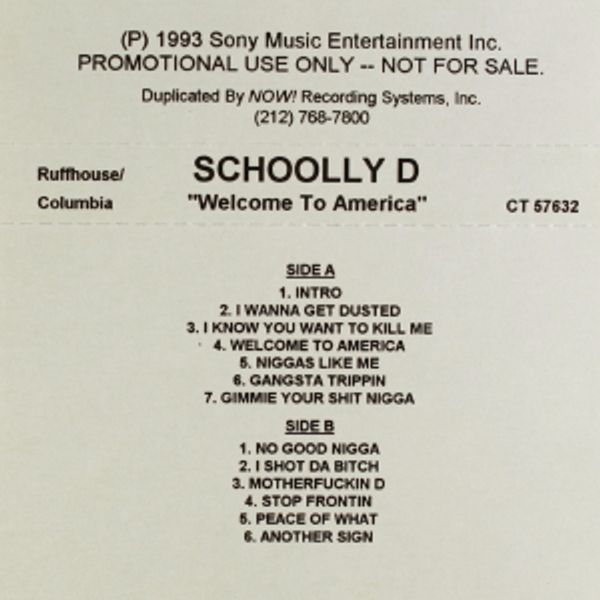 (P) 1993 Sony Music Entertainment Inc.
PROMOTIONAL USE ONLY -- NOT FOR SALE.
Duplicated By NOW! Recording Systems, Inc.
(212) 768-7800
Ruffhouse/
Columbia
SCHOOLLY D
"Welcome To America"
CT 57632
SIDE A
1. INTRO
2. I WANNA GET DUSTED
3. I KNOW YOU WANT TO KILL ME
4. WELCOME TO AMERICA
5. NIGGAS LIKE ME
6. GANGSTA TRIPPIN
7. GIMMIE YOUR SHIT NIGGA
SIDE B
1. NO GOOD NIGGA
2. I SHOT DA BITCH
3. MOTHERFUCKIN D
4. STOP FRONTIN
5. PEACE OF WHAT
6. ANOTHER SIGN